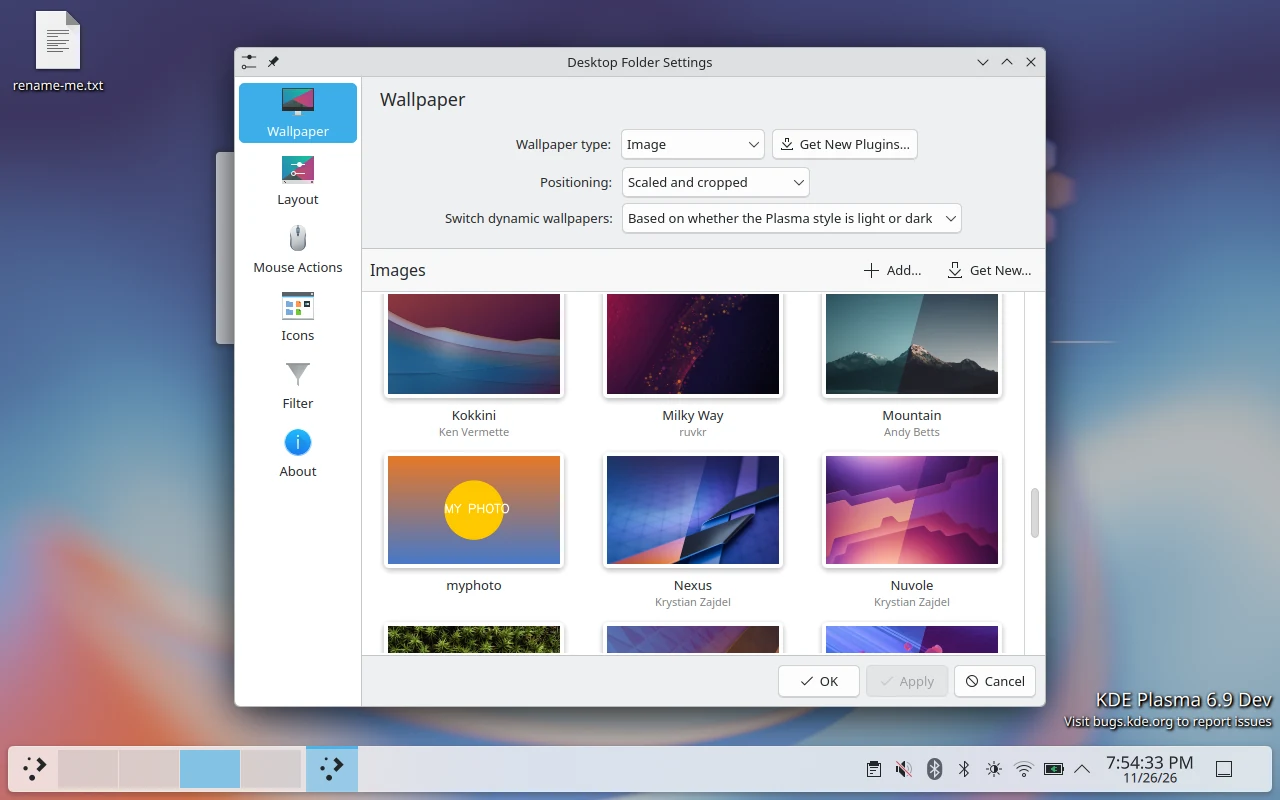 rename-me.txt
Desktop Folder Settings
Wallpaper
Layout
Mouse Actions
Icons
Filter
About
Wallpaper
Wallpaper type:
Image
Get New Plugins...
Positioning:
Scaled and cropped
Switch dynamic wallpapers:
Based on whether the Plasma style is light or dark
Images
Add...
Get New...
Kokkini
Ken Vermette
Milky Way
ruvkr
Mountain
Andy Betts
MY PHOTO
myphoto
Nexus
Krystian Zajdel
Nuvole
Krystian Zajdel
OK
Apply
Cancel
KDE Plasma 6.9 Dev
Visit bugs.kde.org to report issues
7:54:33 PM
11/26/26